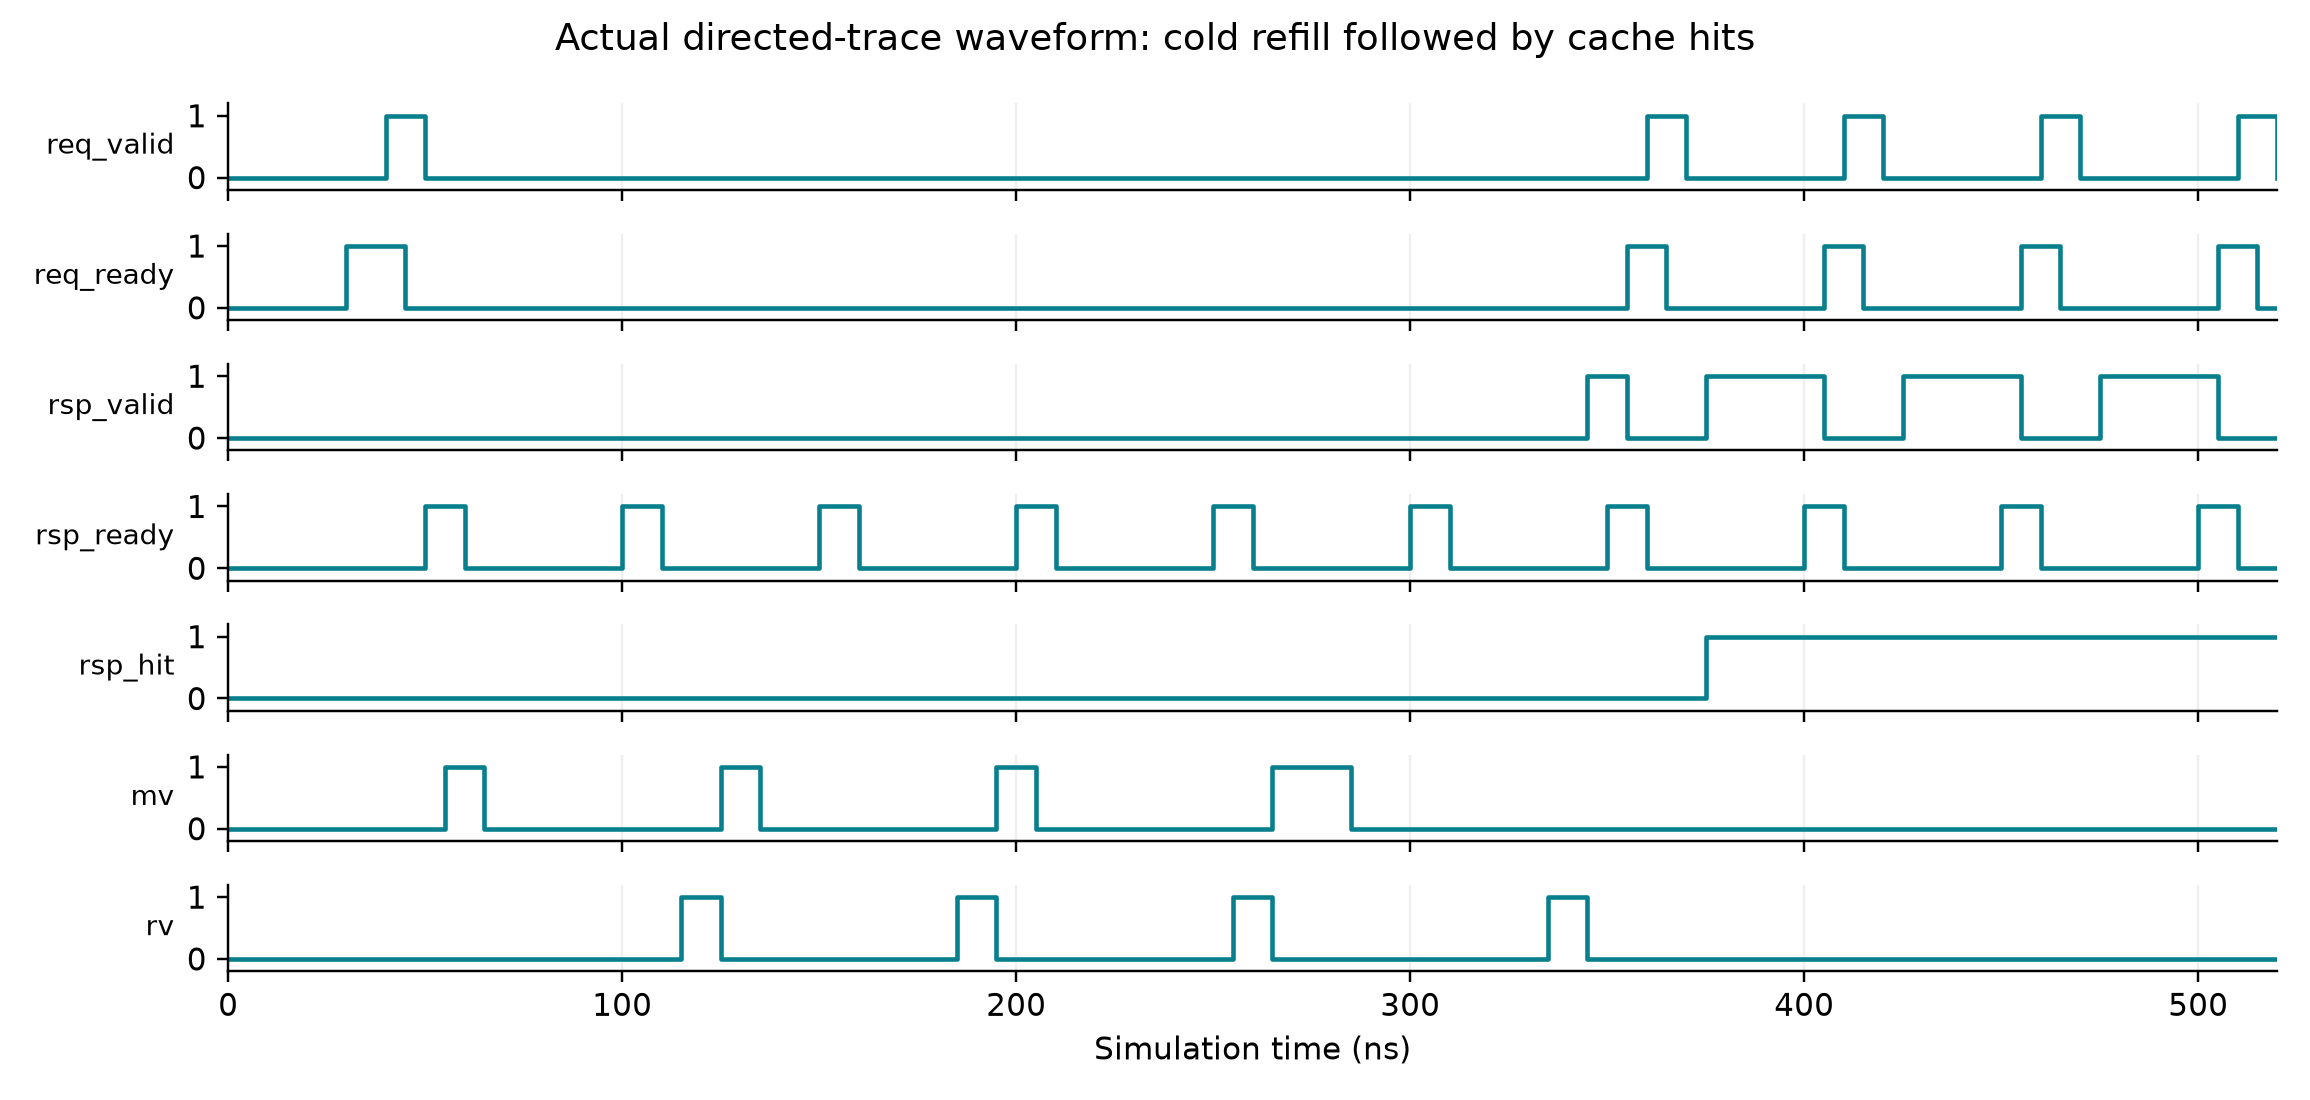 Actual directed-trace waveform: cold refill followed by cache hits
req_valid
1
0
req_ready
1
0
rsp_valid
1
0
rsp_ready
1
0
rsp_hit
1
0
mv
1
0
rv
1
0
0 100 200 300 400 500
Simulation time (ns)